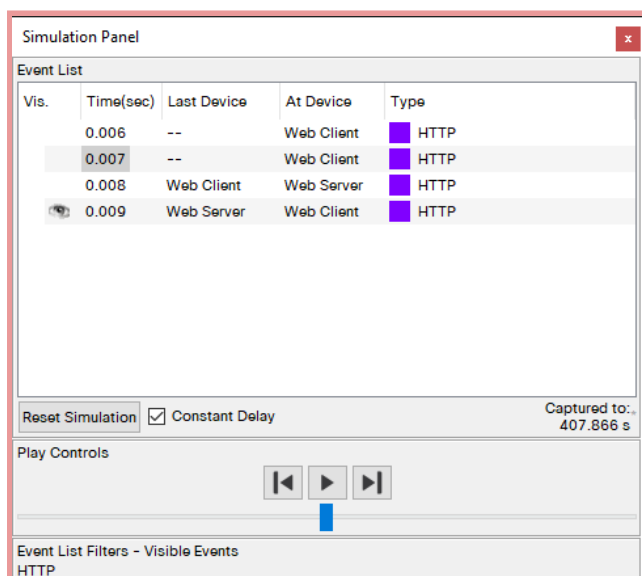 Simulation Panel
x
Event List
Vis. Time(sec) Last Device At Device Type
0.006 -- Web Client HTTP
0.007 -- Web Client HTTP
0.008 Web Client Web Server HTTP
0.009 Web Server Web Client HTTP
Reset Simulation Constant Delay Captured to:
407.866 s
Play Controls
Event List Filters - Visible Events
HTTP